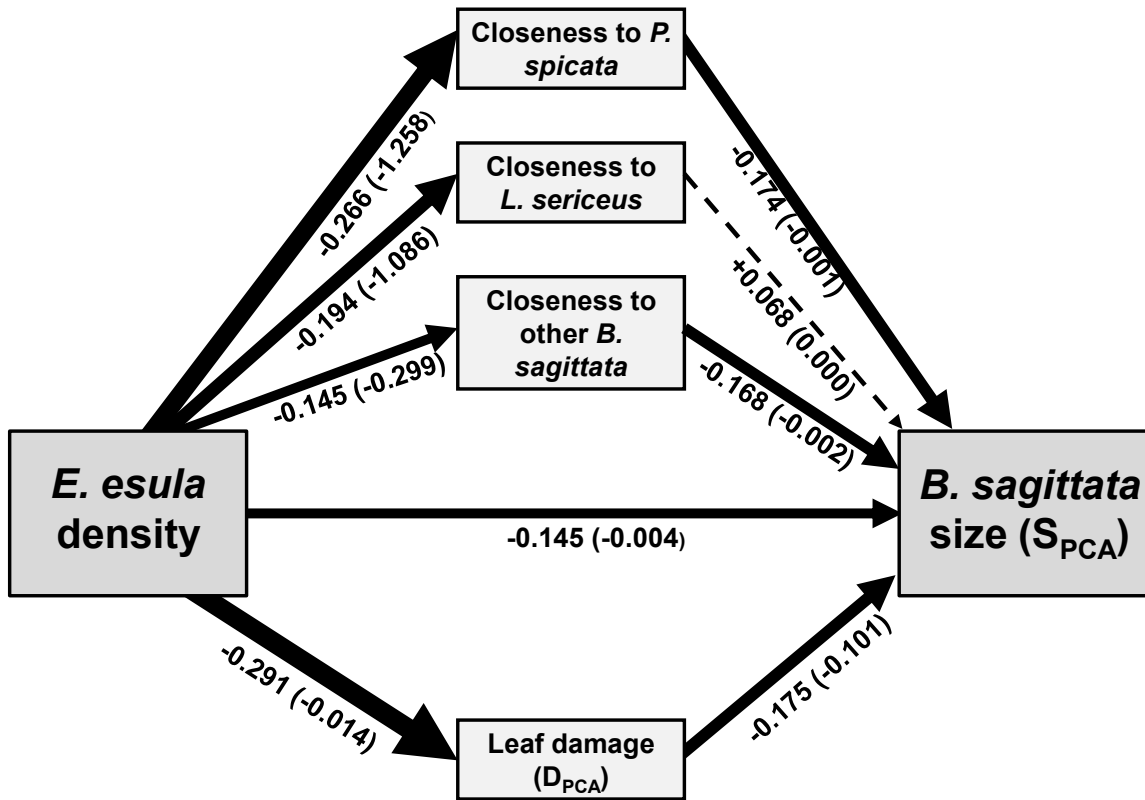 Closeness to P.
spicata
-0.266 (-1.258)
-0.174 (-0.001)
Closeness to
L. sericeus
-0.194 (-1.086)
+0.068 (0.000)
Closeness to
other B.
sagittata
-0.145 (-0.299)
-0.168 (-0.002)
E. esula
density
B. sagittata
size (SPCA)
-0.145 (-0.004)
-0.291 (-0.014)
-0.175 (-0.101)
Leaf damage
(DPCA)